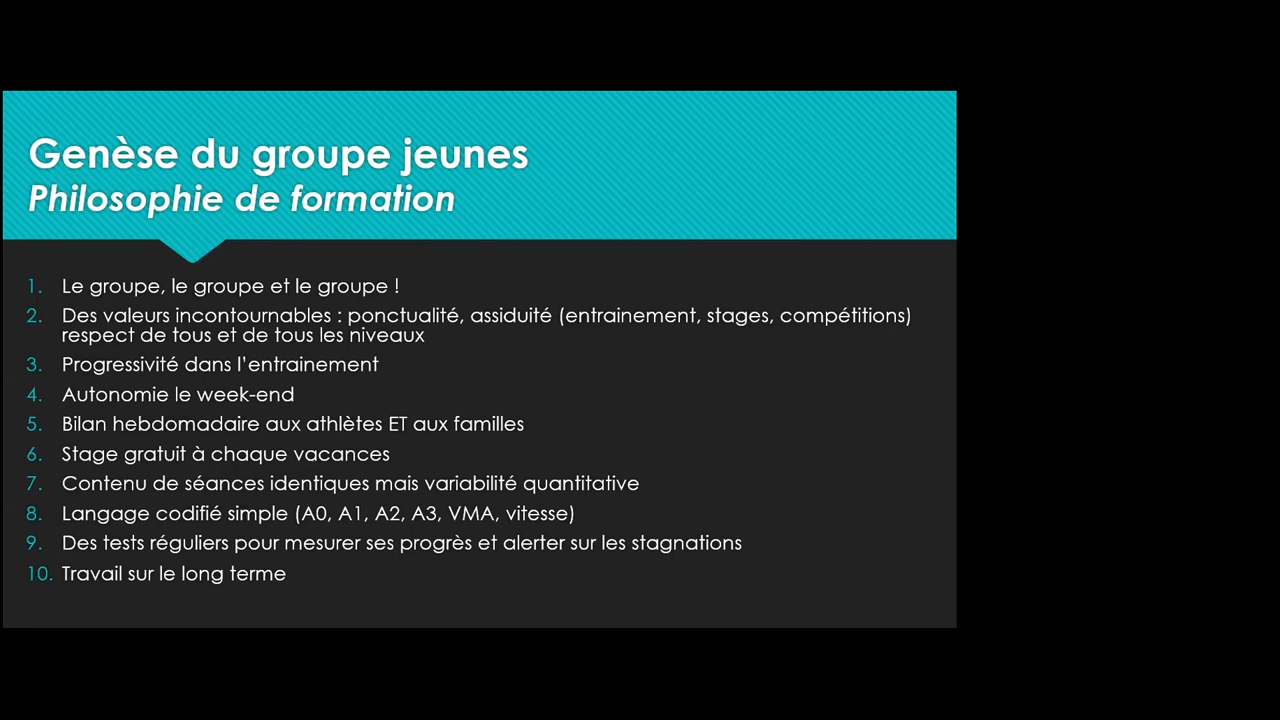 Genèse du groupe jeunes
Philosophie de formation
1. Le groupe, le groupe et le groupe !
2. Des valeurs incontournables : ponctualité, assiduité (entrainement, stages, compétitions)
respect de tous et de tous les niveaux
3. Progressivité dans l'entrainement
4. Autonomie le week-end
5. Bilan hebdomadaire aux athlètes ET aux familles
6. Stage gratuit à chaque vacances
7. Contenu de séances identiques mais variabilité quantitative
8. Langage codifié simple (A0, A1, A2, A3, VMA, vitesse)
9. Des tests réguliers pour mesurer ses progrès et alerter sur les stagnations
10. Travail sur le long terme